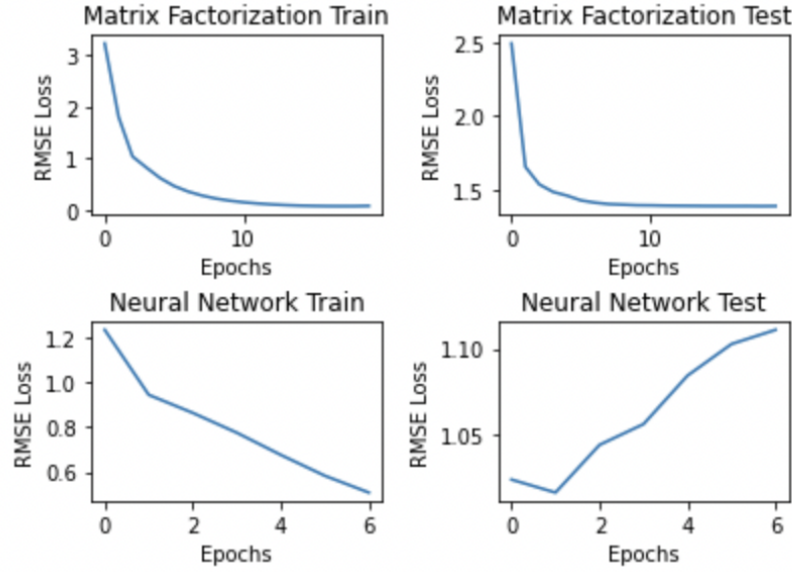 Matrix Factorization Train
3
2
1
0
RMSE Loss
0
10
Epochs
Matrix Factorization Test
2.5
2.0
1.5
RMSE Loss
0
10
Epochs
Neural Network Train
1.2
1.0
0.8
0.6
RMSE Loss
0
2
4
6
Epochs
Neural Network Test
1.10
1.05
RMSE Loss
0
2
4
6
Epochs